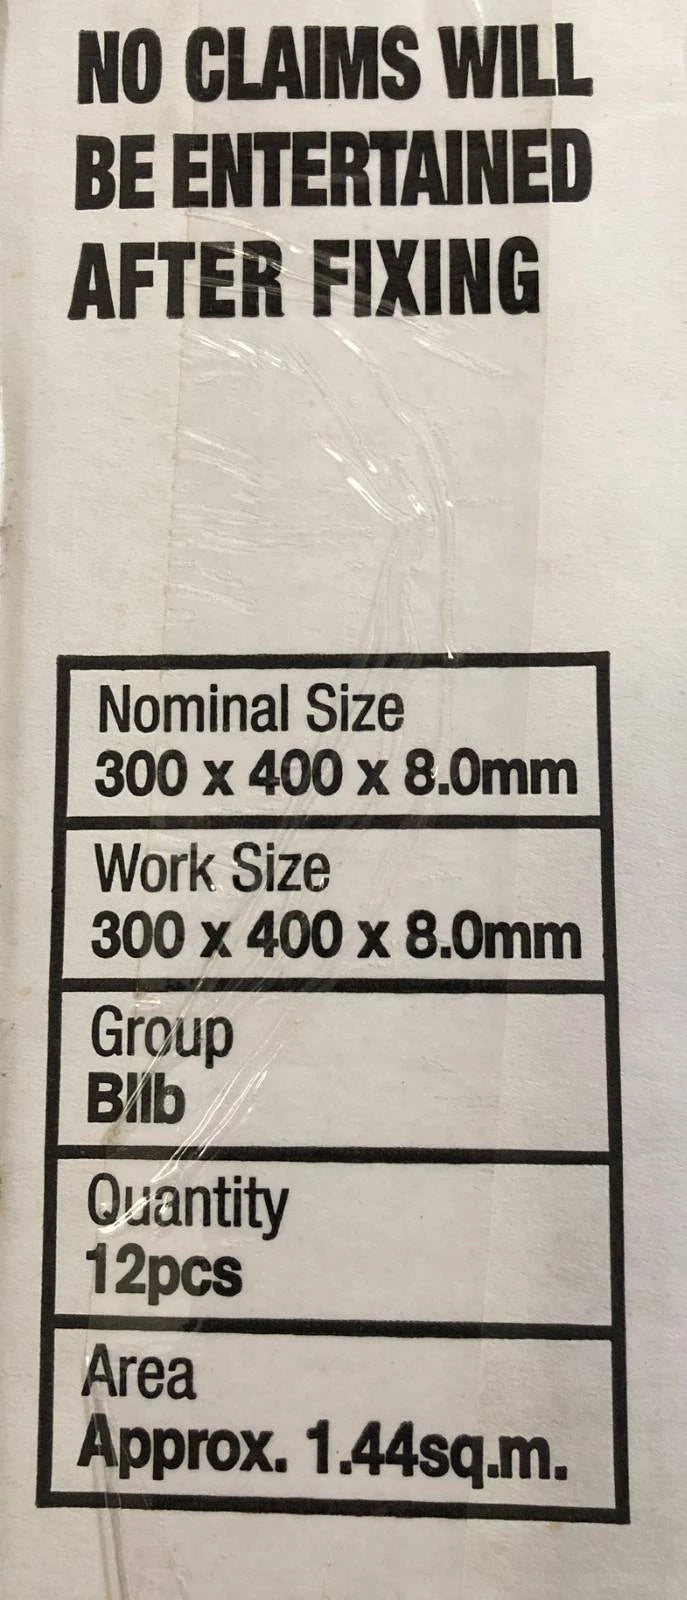 NO CLAIMS WILL
BE ENTERTAINED
AFTER FIXING
Nominal Size
300 x 400 x 8.0mm
Work Size
300 x 400 x 8.0mm
Group
BIIb
Quantity
12pcs
Area
Approx. 1.44sq.m.